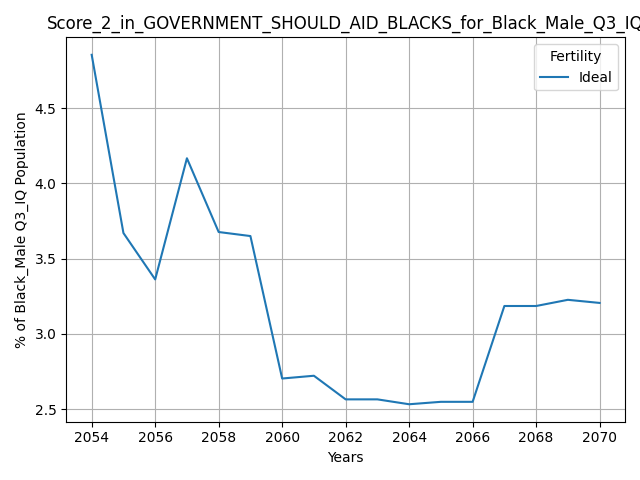 Score_2_in_GOVERNMENT_SHOULD_AID_BLACKS_for_Black_Male_Q3_IQ
Fertility
Ideal
% of Black_Male Q3_IQ Population
4.5
4.0
3.5
3.0
2.5
2054 2056 2058 2060 2062 2064 2066 2068 2070
Years